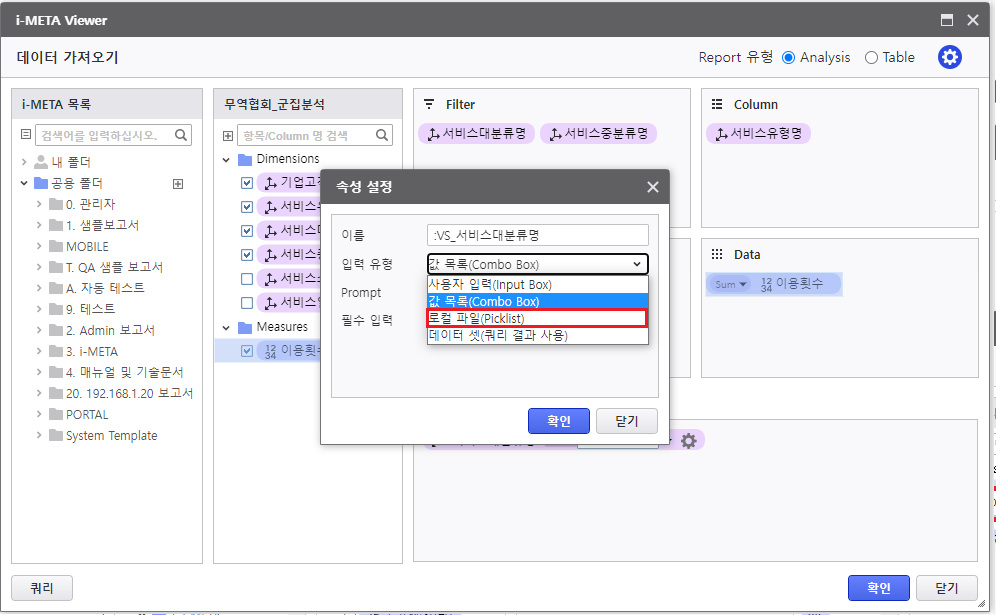 i-META Viewer
데이터 가져오기
Report 유형 Analysis Table
i-META 목록
검색어를 입력하십시오.
내 폴더
공용 폴더
0. 관리자
1. 샘플보고서
MOBILE
T. QA 샘플 보고서
A. 자동 테스트
9. 테스트
2. Admin 보고서
3. i-META
4. 매뉴얼 및 기술문서
20. 192.168.1.20 보고서
PORTAL
System Template
무역협회_군집분석
항목/Column 명 검색
Dimensions
기업고
서비스
서비스
서비스
서비스
서비스
Measures
12
34 이용횟수
Filter
서비스대분류명 서비스중분류명
Column
서비스유형명
Data
Sum 12
34 이용횟수
속성 설정
이름 :VS_서비스대분류명
입력 유형 값 목록(Combo Box)
사용자 입력(Input Box)
값 목록(Combo Box)
로컬 파일(Picklist)
데이터 셋(쿼리 결과 사용)
Prompt
필수 입력
확인 닫기
쿼리
확인 닫기